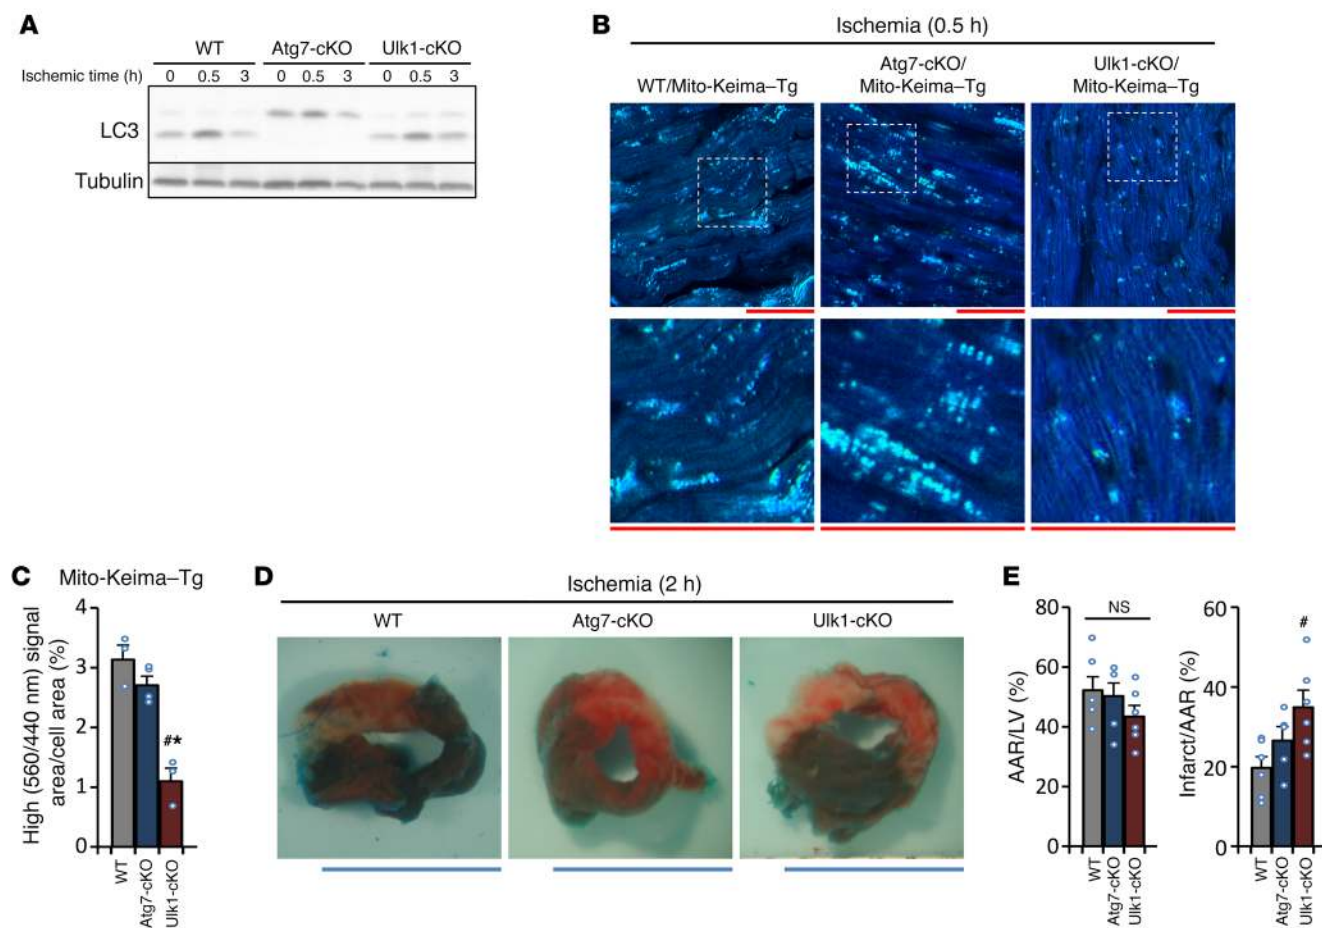 A
WT Atg7-cKO Ulk1-cKO
Ischemic time (h) 0 0.5 3 0 0.5 3 0 0.5 3
LC3
Tubulin
B
Ischemia (0.5 h)
WT/Mito-Keima–Tg
Atg7-cKO/
Mito-Keima–Tg
Ulk1-cKO/
Mito-Keima–Tg
C
Mito-Keima–Tg
High (560/440 nm) signal
area/cell area (%)
4
3
2
1
0
#*
WT
Atg7-cKO
Ulk1-cKO
D
Ischemia (2 h)
WT Atg7-cKO Ulk1-cKO
E
AAR/LV (%)
80
60
40
20
0
NS
WT
Atg7-cKO
Ulk1-cKO
Infarct/AAR (%)
60
40
20
0
#
WT
Atg7-cKO
Ulk1-cKO